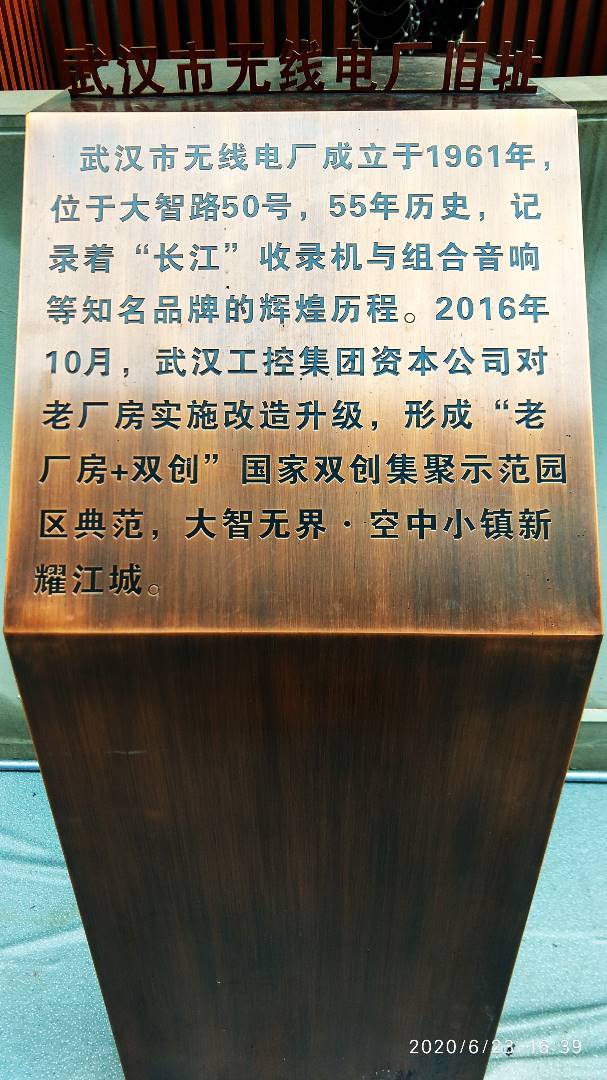 武汉市无线电厂旧址
武汉市无线电厂成立于1961年，
位于大智路50号，55年历史，记
录着“长江”收录机与组合音响
等知名品牌的辉煌历程。2016年
10月，武汉工控集团资本公司对
老厂房实施改造升级，形成“老
厂房+双创”国家双创集聚示范园
区典范，大智无界·空中小镇新
耀江城。
2020/6/23 16:39